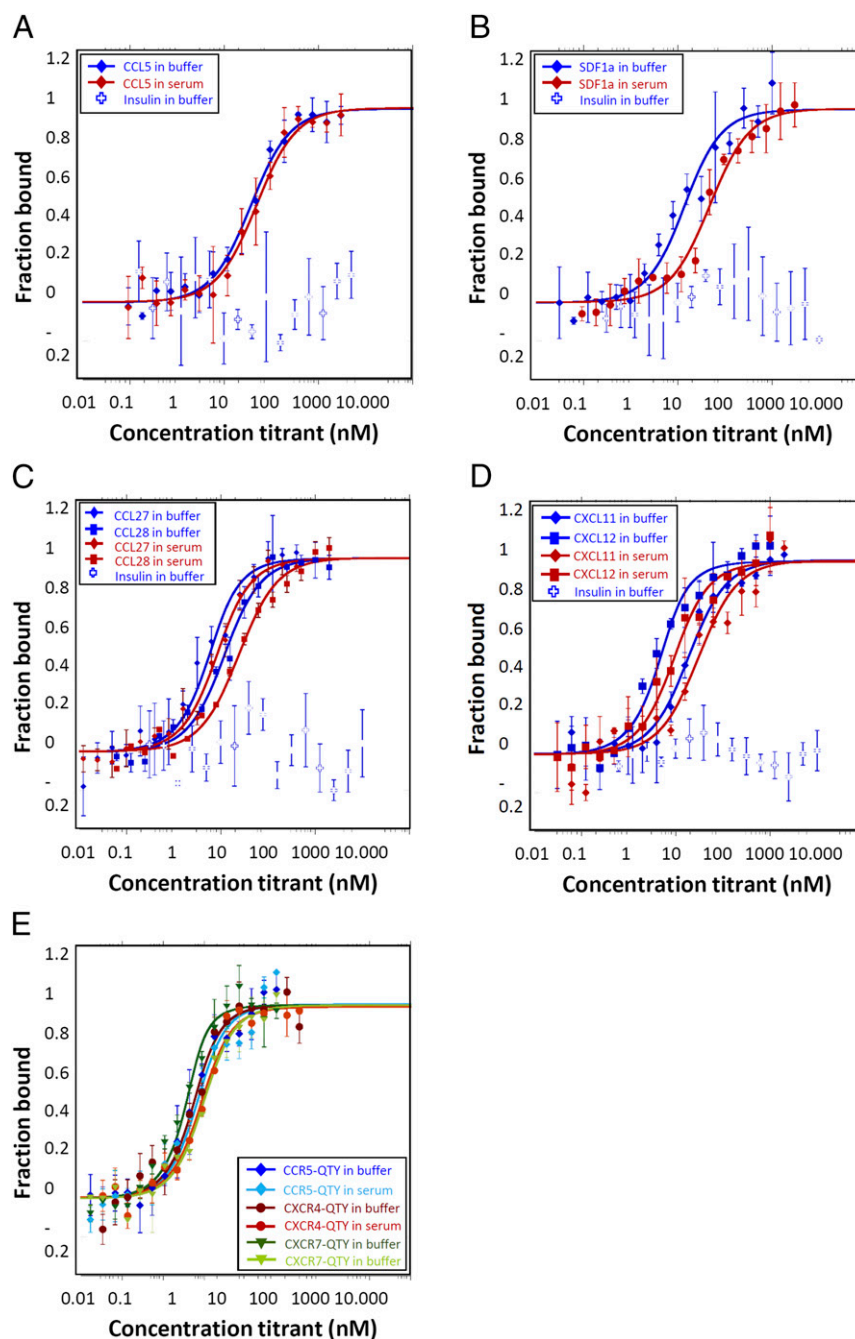 A
1.2
1
0.8
0.6
0.4
0.2
0
-
0.2
Fraction bound
CCL5 in buffer
CCL5 in serum
Insulin in buffer
0.01 0.1 1 10 100 1000 10.000
Concentration titrant (nM)
B
1.2
1
0.8
0.6
0.4
0.2
0
-
0.2
Fraction bound
SDF1a in buffer
SDF1a in serum
Insulin in buffer
0.01 0.1 1 10 100 1000 10.000
Concentration titrant (nM)
C
1.2
1
0.8
0.6
0.4
0.2
0
-
0.2
Fraction bound
CCL27 in buffer
CCL28 in buffer
CCL27 in serum
CCL28 in serum
Insulin in buffer
0.01 0.1 1 10 100 1000 10.000
Concentration titrant (nM)
D
1.2
1
0.8
0.6
0.4
0.2
0
-
0.2
Fraction bound
CXCL11 in buffer
CXCL12 in buffer
CXCL11 in serum
CXCL12 in serum
Insulin in buffer
0.01 0.1 1 10 100 1000 10.000
Concentration titrant (nM)
E
1.2
1
0.8
0.6
0.4
0.2
0
-
0.2
Fraction bound
CCR5-QTY in buffer
CCR5-QTY in serum
CXCR4-QTY in buffer
CXCR4-QTY in serum
CXCR7-QTY in buffer
CXCR7-QTY in buffer
0.01 0.1 1 10 100 1000 10.000
Concentration titrant (nM)